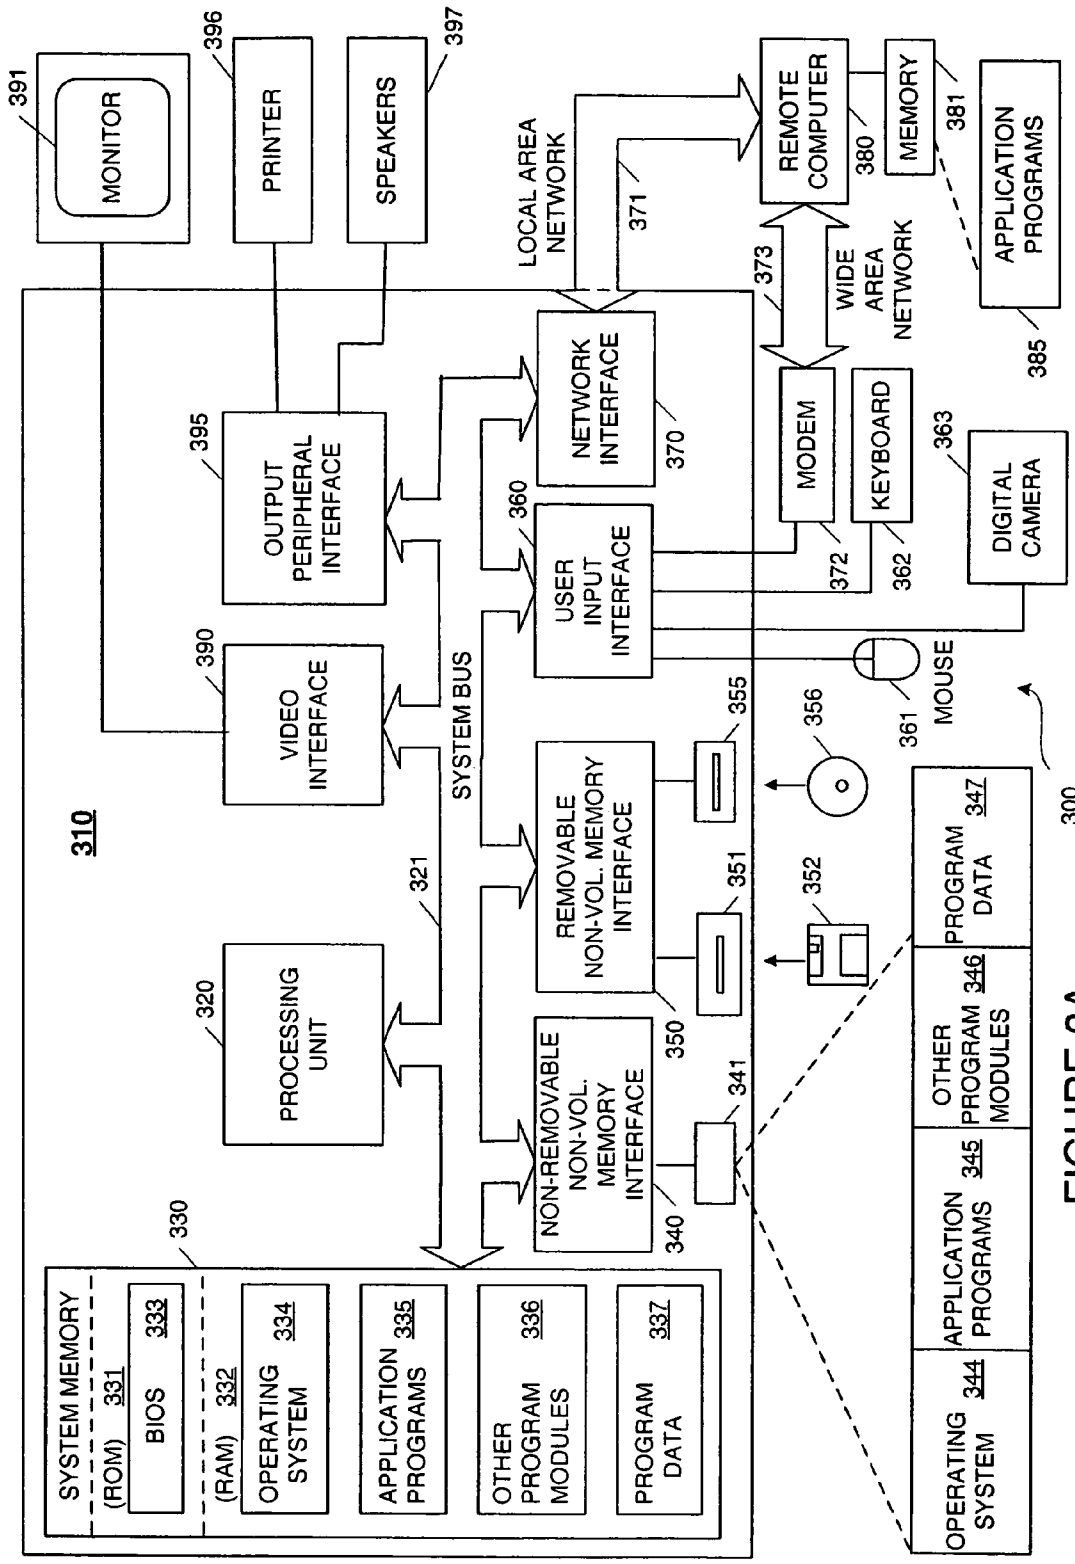 310
SYSTEM MEMORY
(ROM) 331
BIOS 333
(RAM) 332
OPERATING
SYSTEM 334
APPLICATION
PROGRAMS 335
OTHER
PROGRAM
MODULES 336
PROGRAM
DATA 337
330
320
PROCESSING
UNIT
390
VIDEO
INTERFACE
395
OUTPUT
PERIPHERAL
INTERFACE
391
MONITOR
396
PRINTER
397
SPEAKERS
321
SYSTEM BUS
NON-REMOVABLE
NON-VOL.
MEMORY
INTERFACE
340
REMOVABLE
NON-VOL. MEMORY
INTERFACE
350
USER
INPUT
INTERFACE
360
NETWORK
INTERFACE
370
LOCAL AREA
NETWORK
371
341
351
355
352
356
361
MOUSE
MODEM
372
KEYBOARD
362
DIGITAL
CAMERA
363
373
WIDE
AREA
NETWORK
REMOTE
COMPUTER
380
MEMORY
381
APPLICATION
PROGRAMS
385
OPERATING
SYSTEM 344
APPLICATION
PROGRAMS 345
OTHER
PROGRAM
MODULES 346
PROGRAM
DATA 347
300